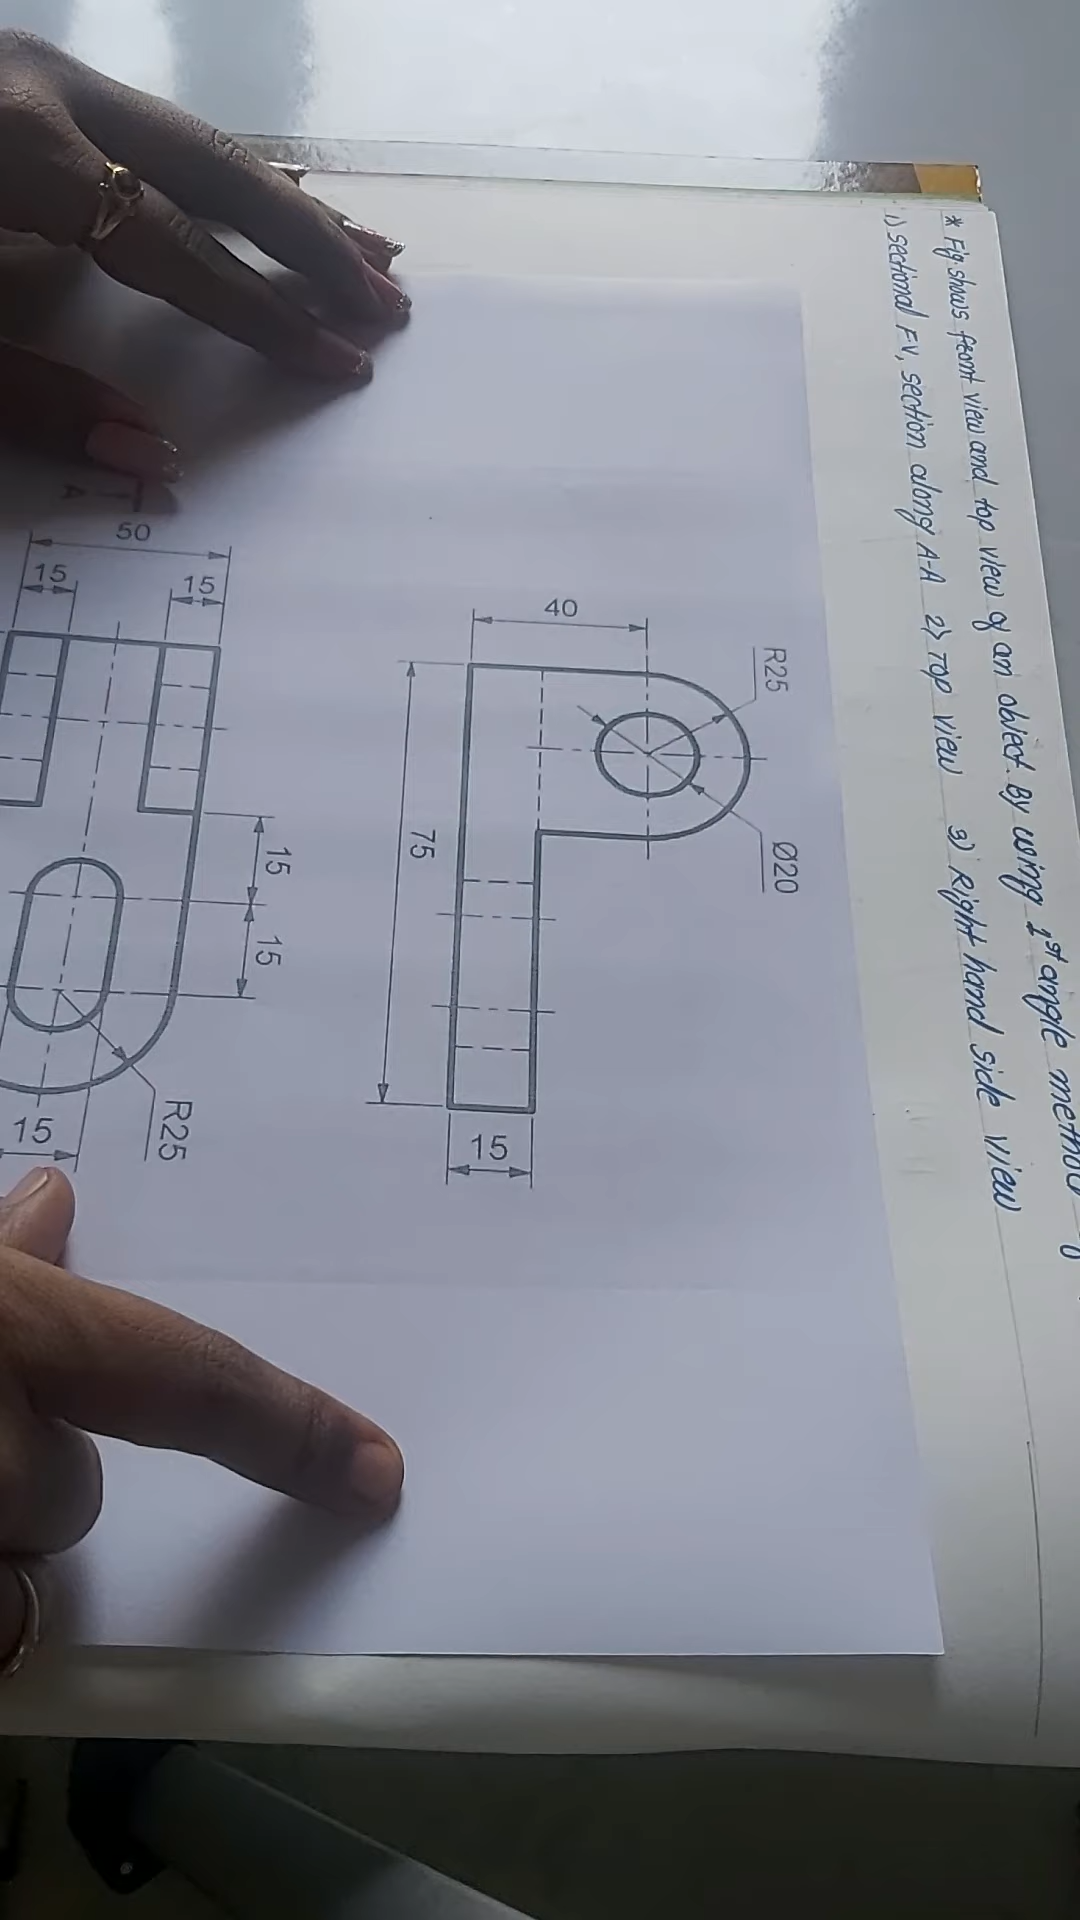 * Fig. shows front view and top view of an object. By using 1st angle method
1) sectional FV, section along A-A 2) TOP view 3) Right hand side view
R25
Ø20
40
75
15
50
15
15
15
15
R25
15
A